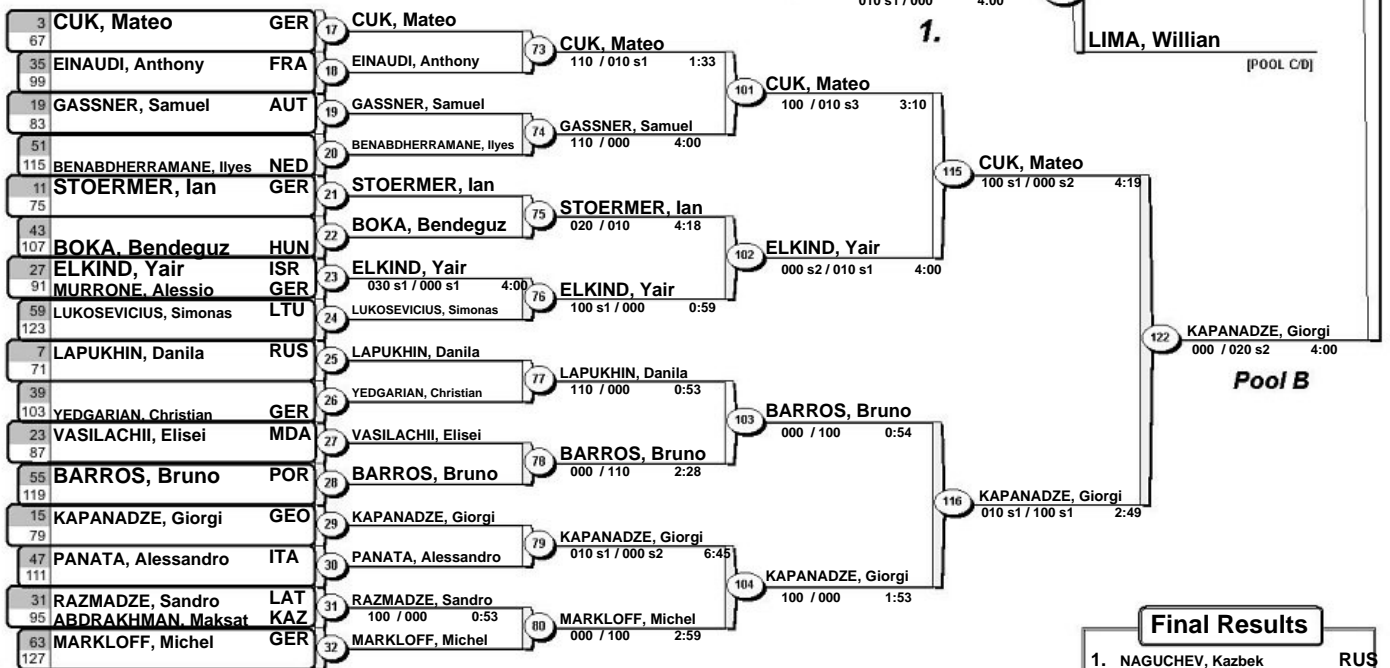 010 s1 / 000 4:00
1.
LIMA, Willian
[POOL C/D]
3 CUK, Mateo GER
67
35 EINAUDI, Anthony FRA
99
19 GASSNER, Samuel AUT
83
51
115 BENABDHERRAMANE, Ilyes NED
11 STOERMER, Ian GER
75
43
107 BOKA, Bendeguz HUN
27 ELKIND, Yair ISR
91 MURRONE, Alessio GER
59 LUKOSEVICIUS, Simonas LTU
123
7 LAPUKHIN, Danila RUS
71
39
103 YEDGARIAN, Christian GER
23 VASILACHII, Elisei MDA
87
55 BARROS, Bruno POR
119
15 KAPANADZE, Giorgi GEO
79
47 PANATA, Alessandro ITA
111
31 RAZMADZE, Sandro LAT
95 ABDRAKHMAN, Maksat KAZ
63 MARKLOFF, Michel GER
127
17 CUK, Mateo
18 EINAUDI, Anthony
19 GASSNER, Samuel
20 BENABDHERRAMANE, Ilyes
21 STOERMER, Ian
22 BOKA, Bendeguz
23 ELKIND, Yair
030 s1 / 000 s1 4:00
24 LUKOSEVICIUS, Simonas
25 LAPUKHIN, Danila
26 YEDGARIAN, Christian
27 VASILACHII, Elisei
28 BARROS, Bruno
29 KAPANADZE, Giorgi
30 PANATA, Alessandro
31 RAZMADZE, Sandro
100 / 000 0:53
32 MARKLOFF, Michel
73 CUK, Mateo
110 / 010 s1 1:33
74 GASSNER, Samuel
110 / 000 4:00
75 STOERMER, Ian
020 / 010 4:18
76 ELKIND, Yair
100 s1 / 000 0:59
77 LAPUKHIN, Danila
110 / 000 0:53
78 BARROS, Bruno
000 / 110 2:28
79 KAPANADZE, Giorgi
010 s1 / 000 s2 6:45
80 MARKLOFF, Michel
000 / 100 2:59
101 CUK, Mateo
100 / 010 s3 3:10
102 ELKIND, Yair
000 s2 / 010 s1 4:00
103 BARROS, Bruno
000 / 100 0:54
104 KAPANADZE, Giorgi
100 / 000 1:53
115 CUK, Mateo
100 s1 / 000 s2 4:19
116 KAPANADZE, Giorgi
010 s1 / 100 s1 2:49
122 KAPANADZE, Giorgi
000 / 020 s2 4:00
Pool B
Final Results
1. NAGUCHEV, Kazbek RUS